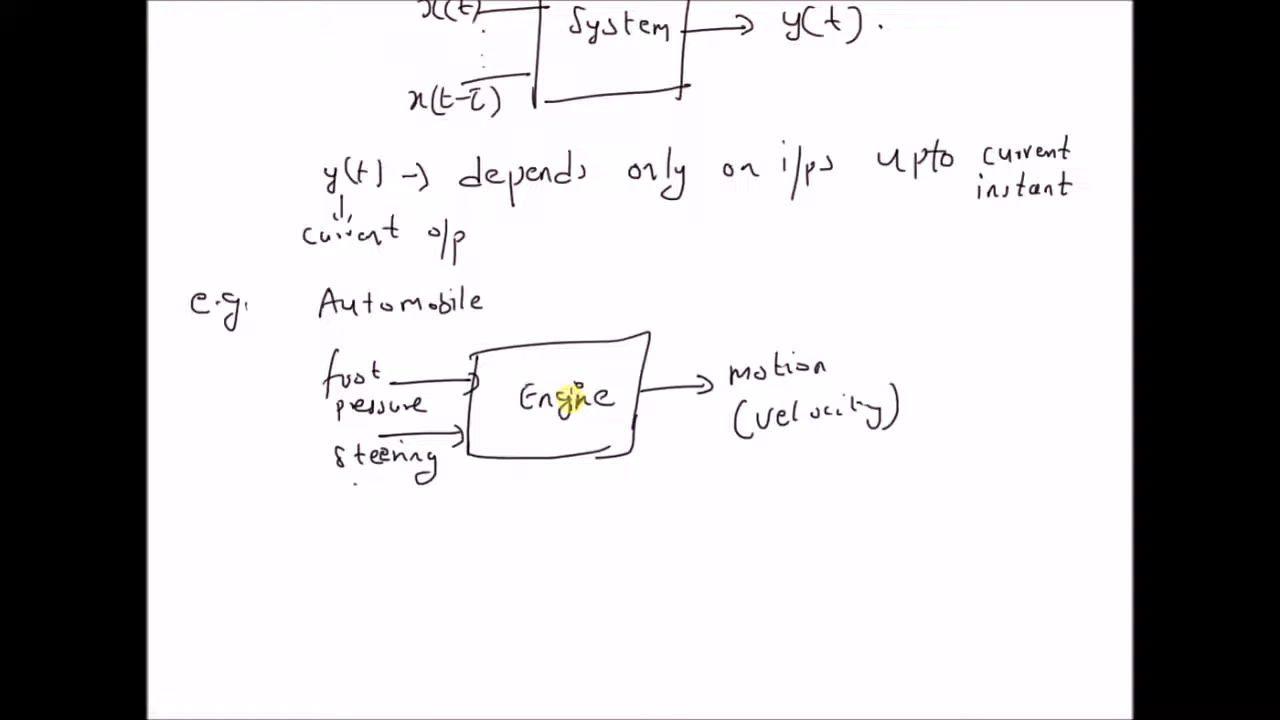 x(t)
System → y(t).
x(t-τ)
y(t) → depends only on i/ps upto current
instant
current o/p
e.g. Automobile
foot
pressure
Engine
motion
(velocity)
steering